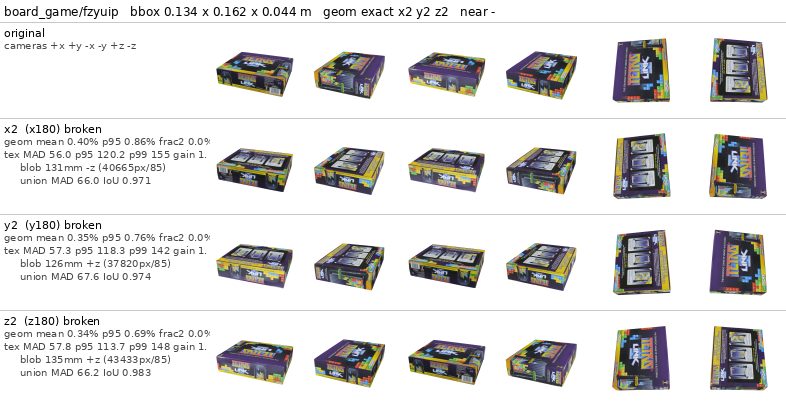 board_game/fzyuip bbox 0.134 x 0.162 x 0.044 m geom exact x2 y2 z2 near -
original
cameras +x +y -x -y +z -z
x2 (x180) broken
geom mean 0.40% p95 0.86% frac2 0.0%
tex MAD 56.0 p95 120.2 p99 155 gain 1.
blob 131mm -z (40665px/85)
union MAD 66.0 IoU 0.971
y2 (y180) broken
geom mean 0.35% p95 0.76% frac2 0.0%
tex MAD 57.3 p95 118.3 p99 142 gain 1.
blob 126mm +z (37820px/85)
union MAD 67.6 IoU 0.974
z2 (z180) broken
geom mean 0.34% p95 0.69% frac2 0.0%
tex MAD 57.8 p95 113.7 p99 148 gain 1.
blob 135mm +z (43433px/85)
union MAD 66.2 IoU 0.983